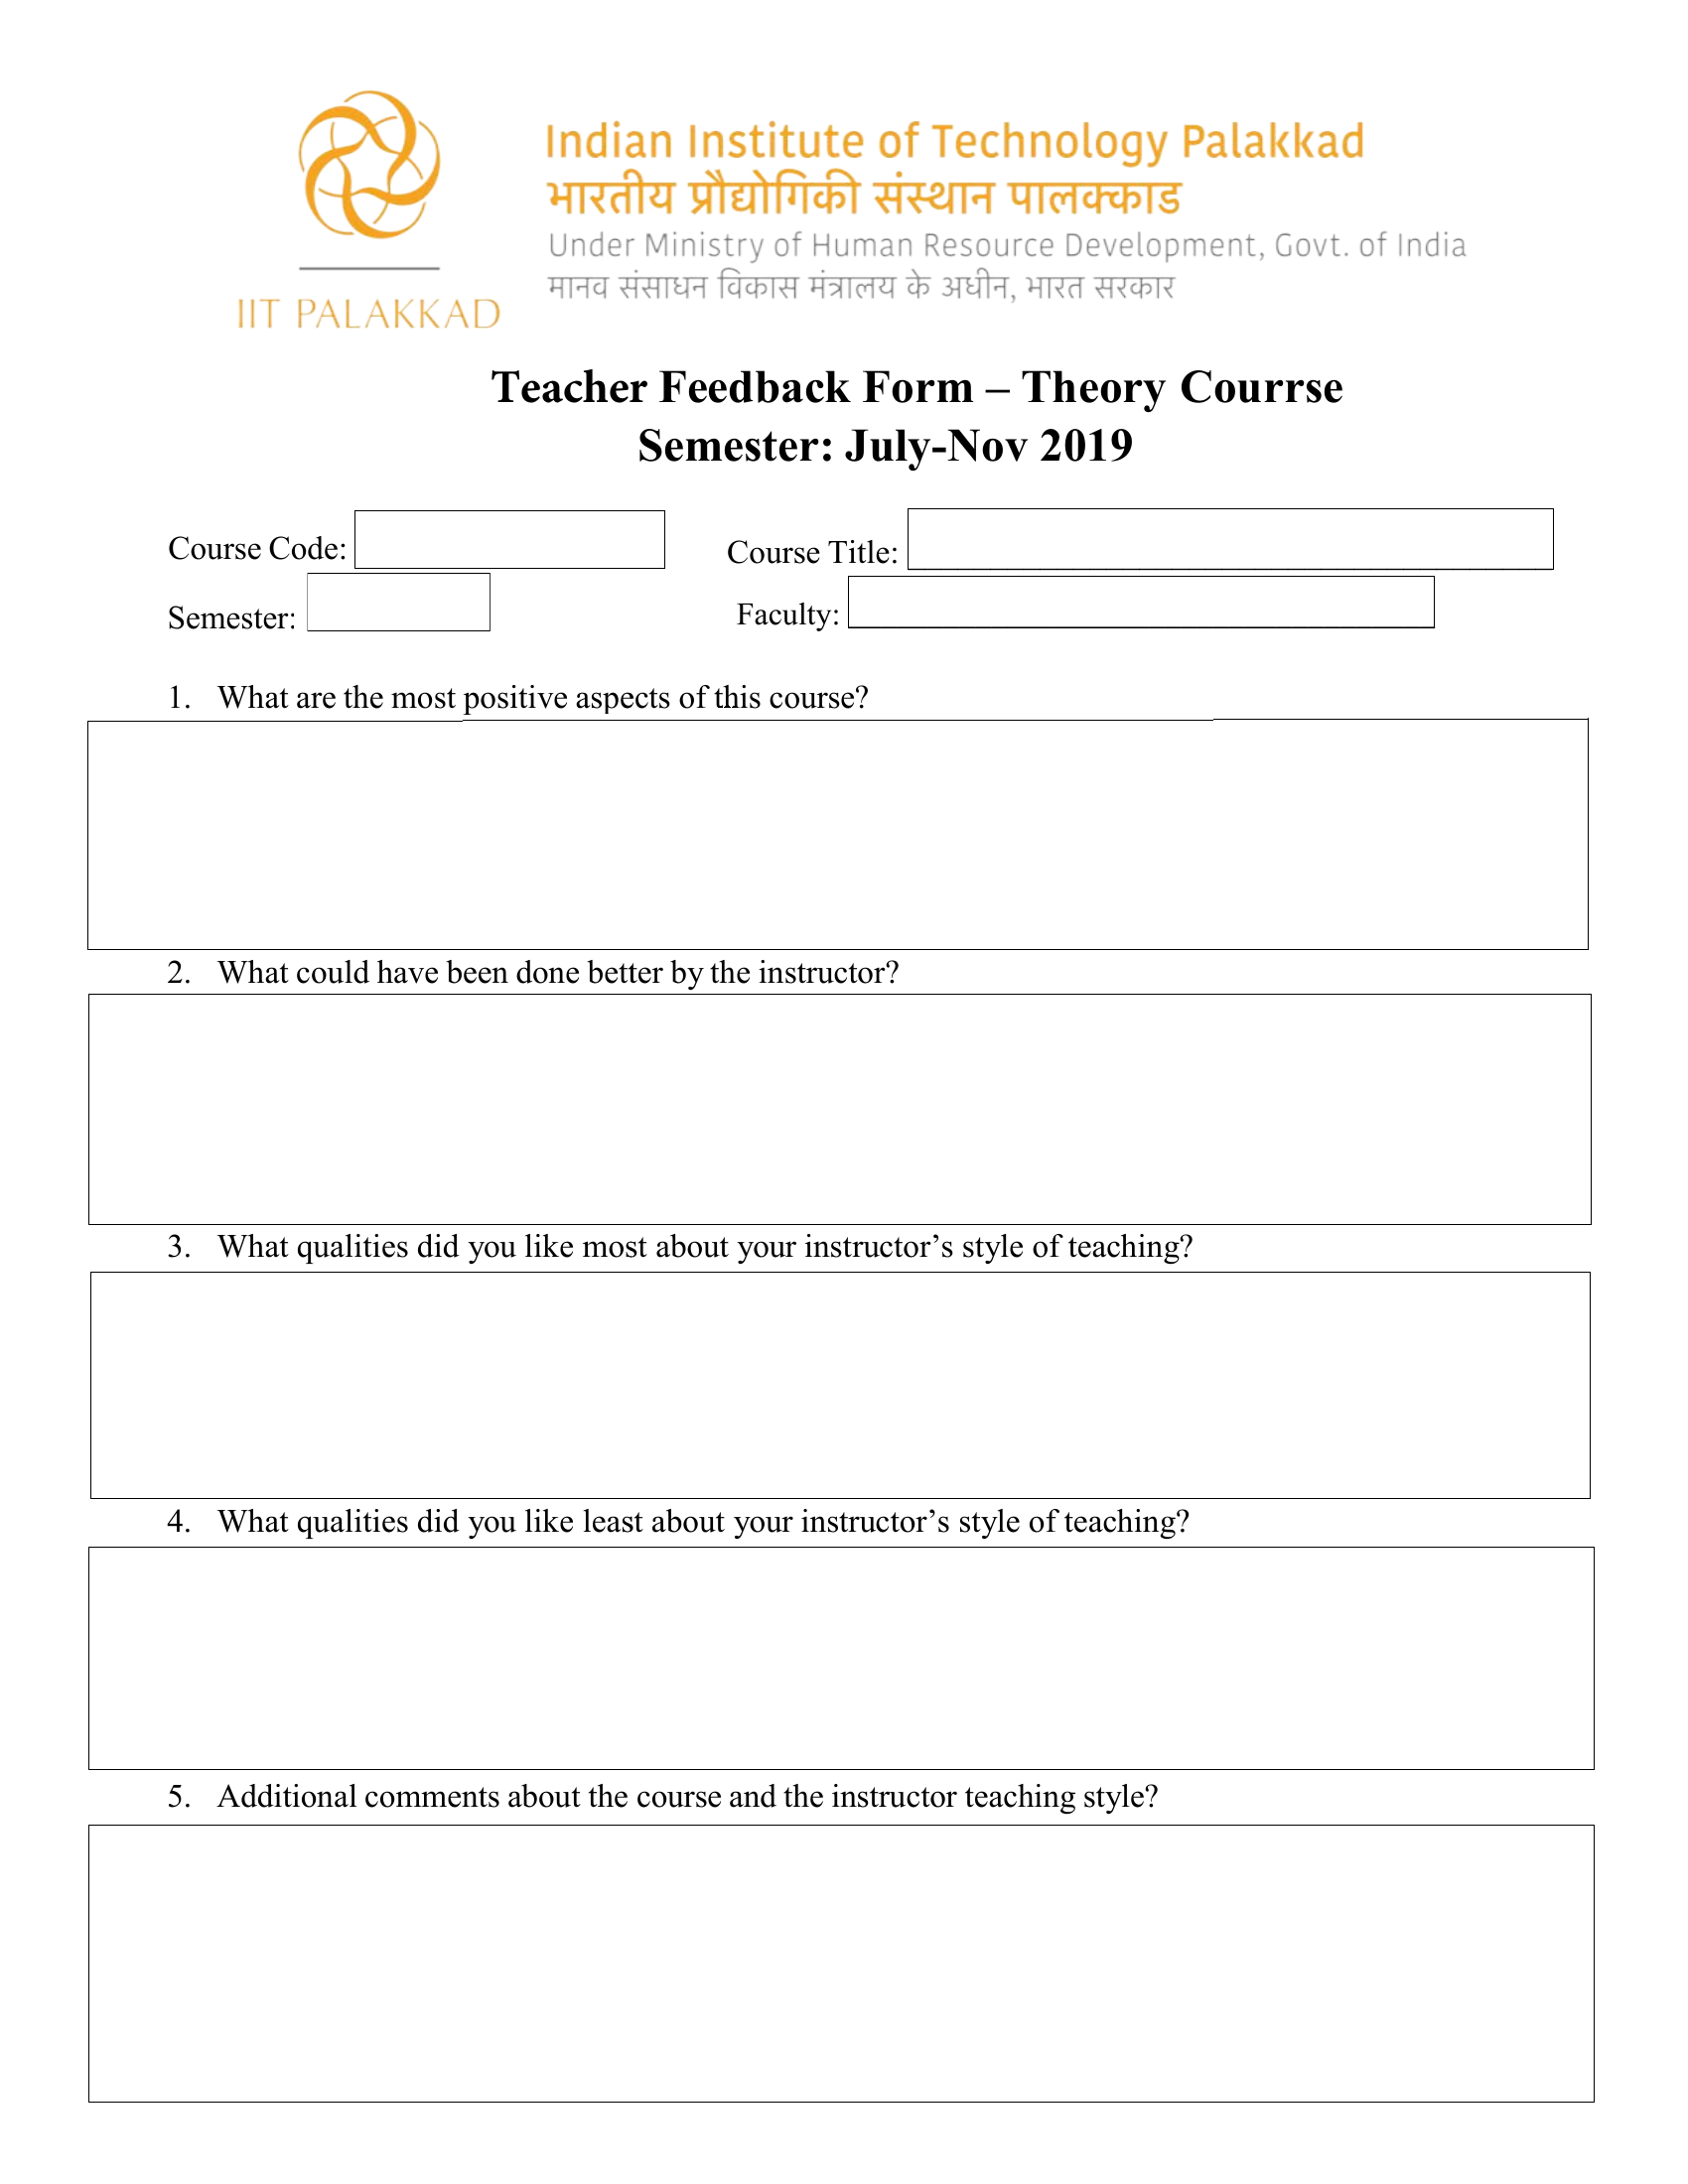 IIT PALAKKAD
Indian Institute of Technology Palakkad
भारतीय प्रौद्योगिकी संस्थान पालक्काड
Under Ministry of Human Resource Development, Govt. of India
मानव संसाधन विकास मंत्रालय के अधीन, भारत सरकार
Teacher Feedback Form – Theory Courrse
Semester: July-Nov 2019
Course Code: Course Title:
Semester: Faculty:
1. What are the most positive aspects of this course?
2. What could have been done better by the instructor?
3. What qualities did you like most about your instructor’s style of teaching?
4. What qualities did you like least about your instructor’s style of teaching?
5. Additional comments about the course and the instructor teaching style?